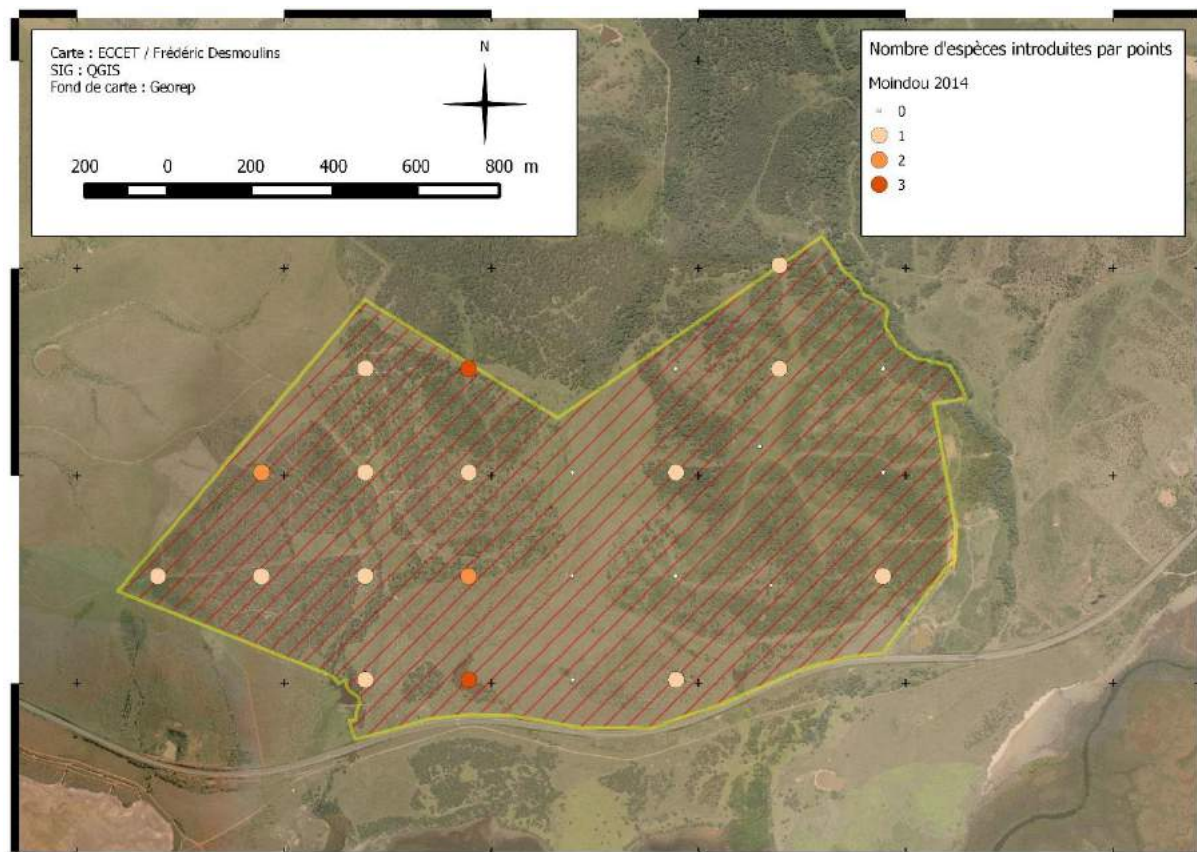 Carte : ECCET / Frédéric Desmoulins
SIG : QGIS
Fond de carte : Georep
N
200 0 200 400 600 800 m
Nombre d'espèces introduites par points
Moindou 2014
0
1
2
3